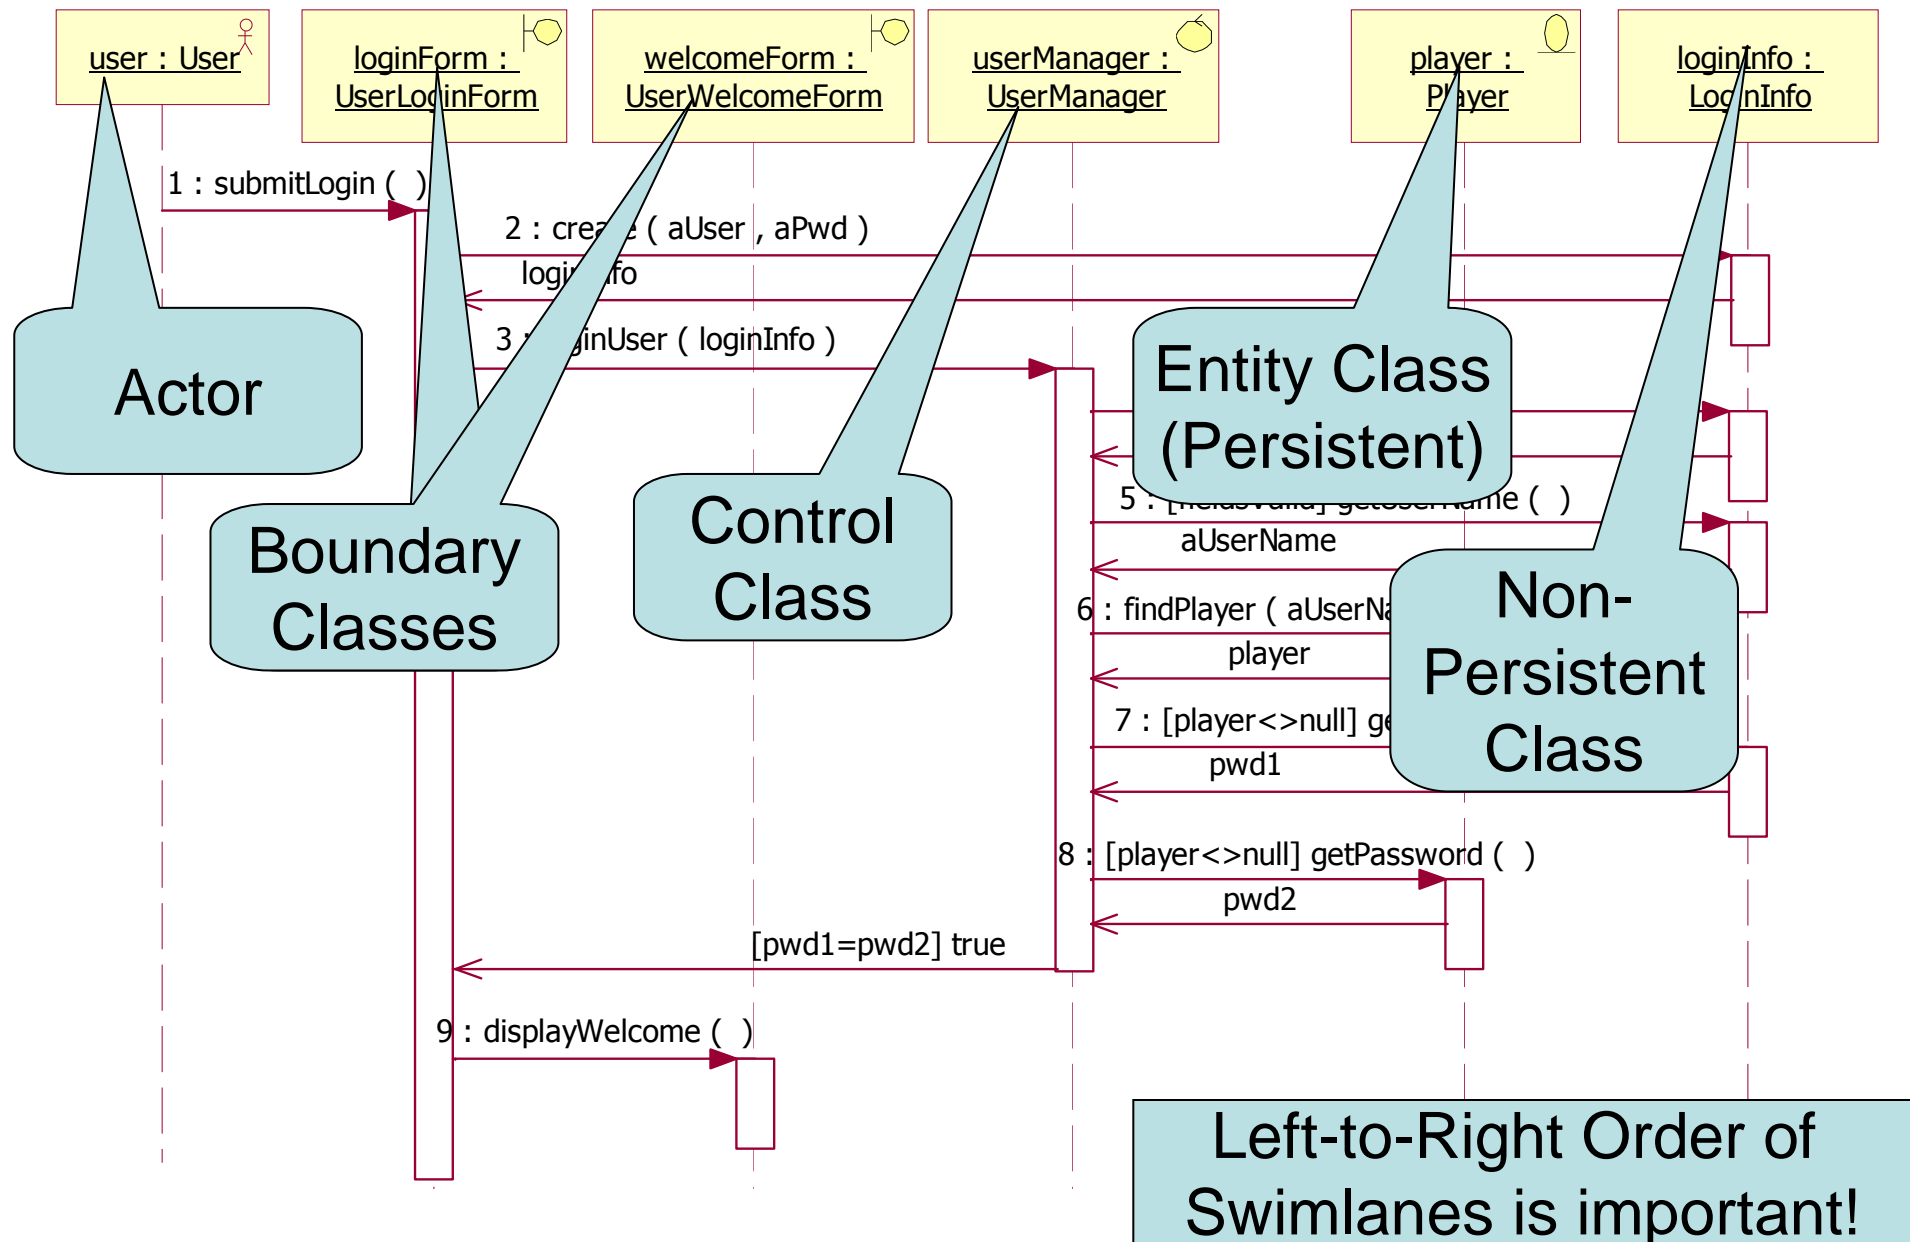 user : User
loginForm :
UserLoginForm
welcomeForm :
UserWelcomeForm
userManager :
UserManager
player :
Player
loginInfo :
LoginInfo
1 : submitLogin ( )
2 : create ( aUser , aPwd )
loginInfo
3 : loginUser ( loginInfo )
Actor
Entity Class
(Persistent)
5 : [fieldsValid] getUserName ( )
aUserName
Boundary
Classes
Control
Class
Non-
Persistent
Class
6 : findPlayer ( aUserNa
player
7 : [player<>null] ge
pwd1
8 : [player<>null] getPassword ( )
pwd2
[pwd1=pwd2] true
9 : displayWelcome ( )
Left-to-Right Order of
Swimlanes is important!